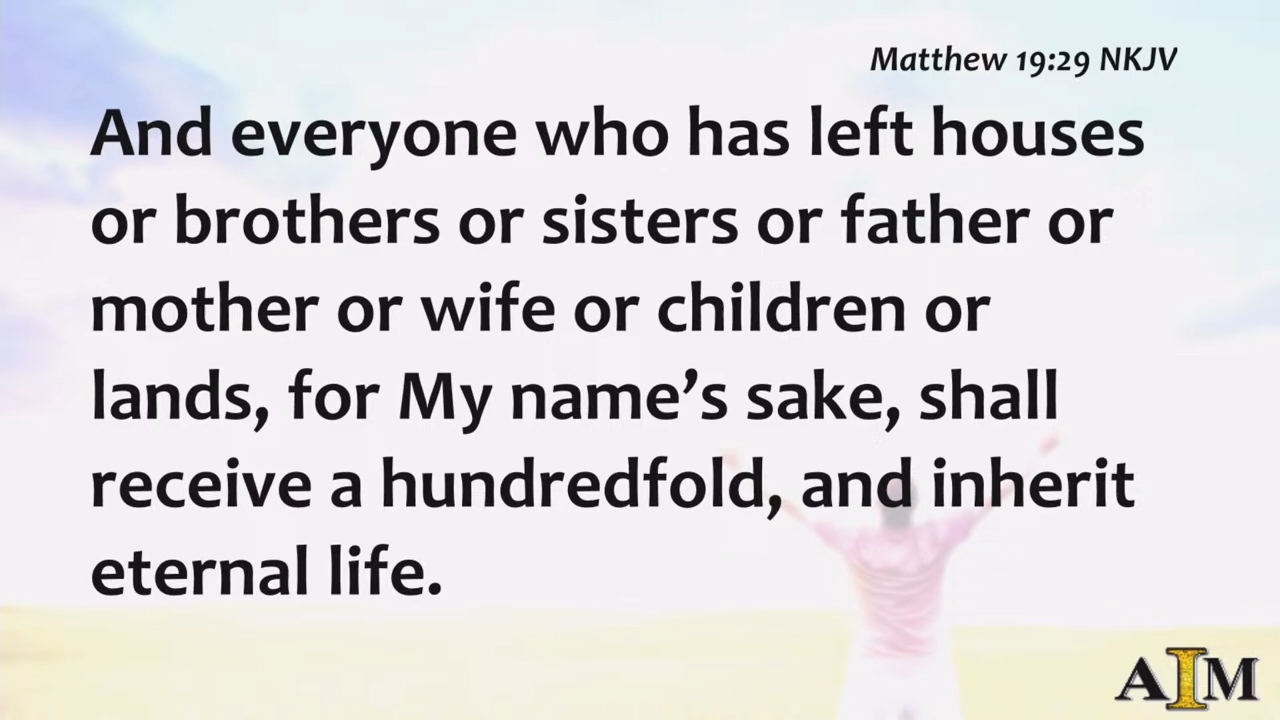 Matthew 19:29 NKJV
And everyone who has left houses
or brothers or sisters or father or
mother or wife or children or
lands, for My name’s sake, shall
receive a hundredfold, and inherit
eternal life.
AIM